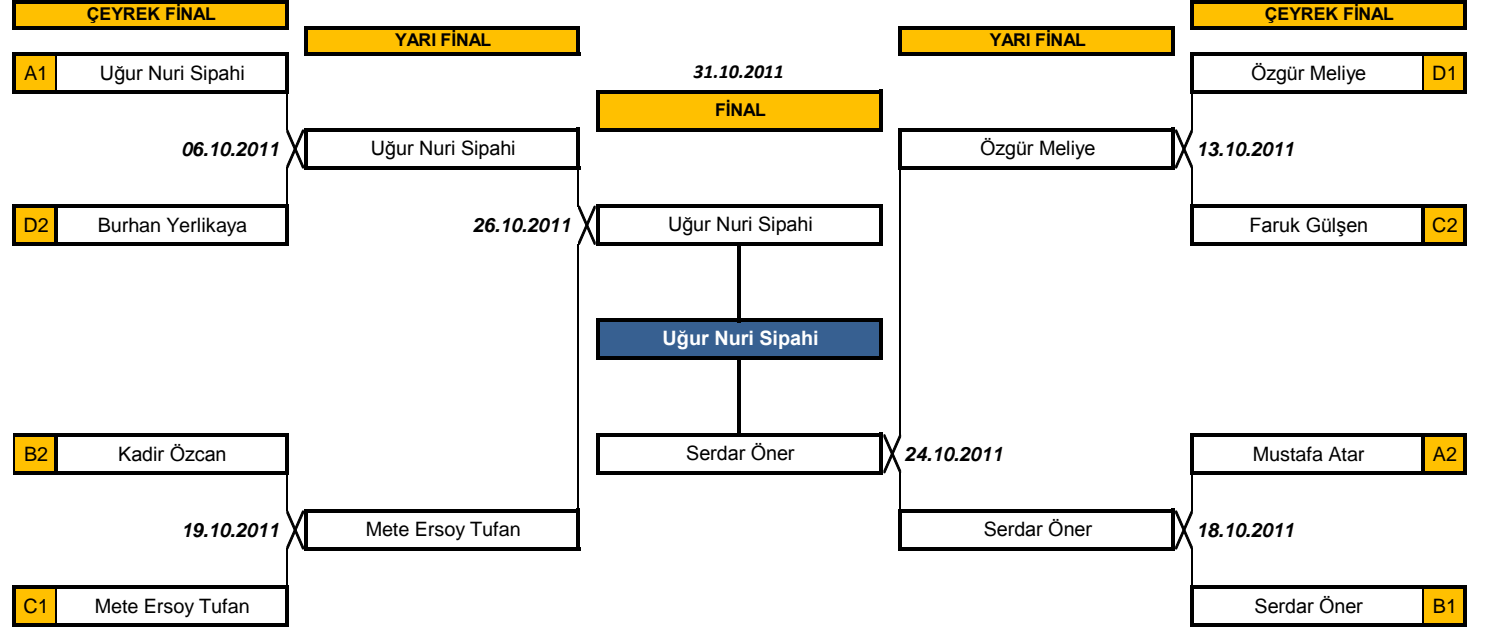 ÇEYREK FİNAL
ÇEYREK FİNAL
YARI FİNAL
YARI FİNAL
A1 Uğur Nuri Sipahi
31.10.2011
Özgür Meliye D1
FİNAL
06.10.2011 Uğur Nuri Sipahi
Özgür Meliye 13.10.2011
D2 Burhan Yerlikaya
26.10.2011 Uğur Nuri Sipahi
Faruk Gülşen C2
Uğur Nuri Sipahi
B2 Kadir Özcan
Serdar Öner 24.10.2011
Mustafa Atar A2
19.10.2011 Mete Ersoy Tufan
Serdar Öner 18.10.2011
C1 Mete Ersoy Tufan
Serdar Öner B1